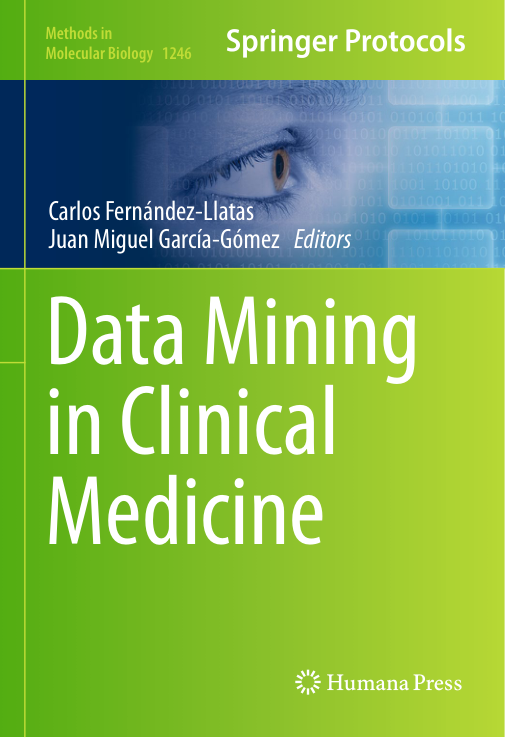 Methods in
Molecular Biology 1246
Springer Protocols
Carlos Fernández-Llatas
Juan Miguel García-Gómez Editors
Data Mining
in Clinical
Medicine
Humana Press